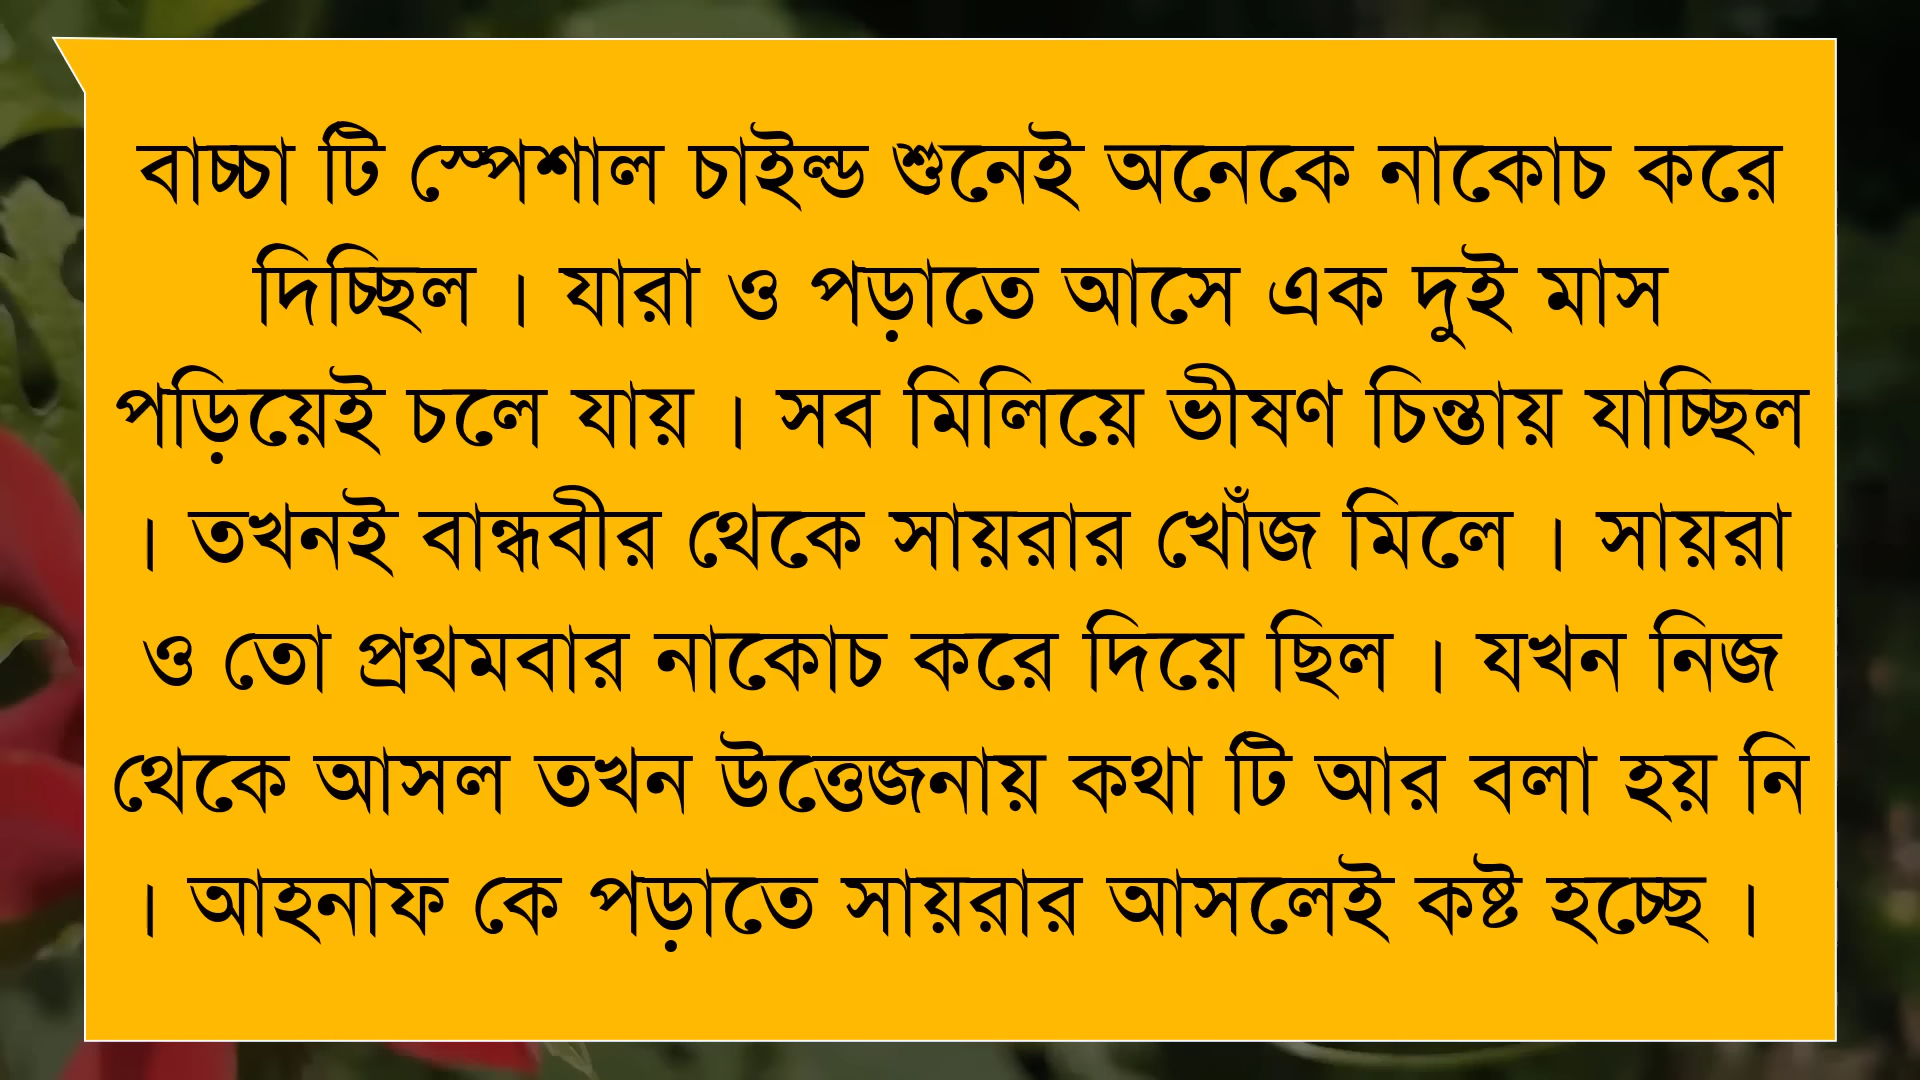 বাচ্চা টি স্পেশাল চাইল্ড শুনেই অনেকে নাকোচ করে
দিচ্ছিল । যারা ও পড়াতে আসে এক দুই মাস
পড়িয়েই চলে যায় । সব মিলিয়ে ভীষণ চিন্তায় যাচ্ছিল
। তখনই বান্ধবীর থেকে সায়রার খোঁজ মিলে । সায়রা
ও তো প্রথমবার নাকোচ করে দিয়ে ছিল । যখন নিজ
থেকে আসল তখন উত্তেজনায় কথা টি আর বলা হয় নি
। আহনাফ কে পড়াতে সায়রার আসলেই কষ্ট হচ্ছে ।